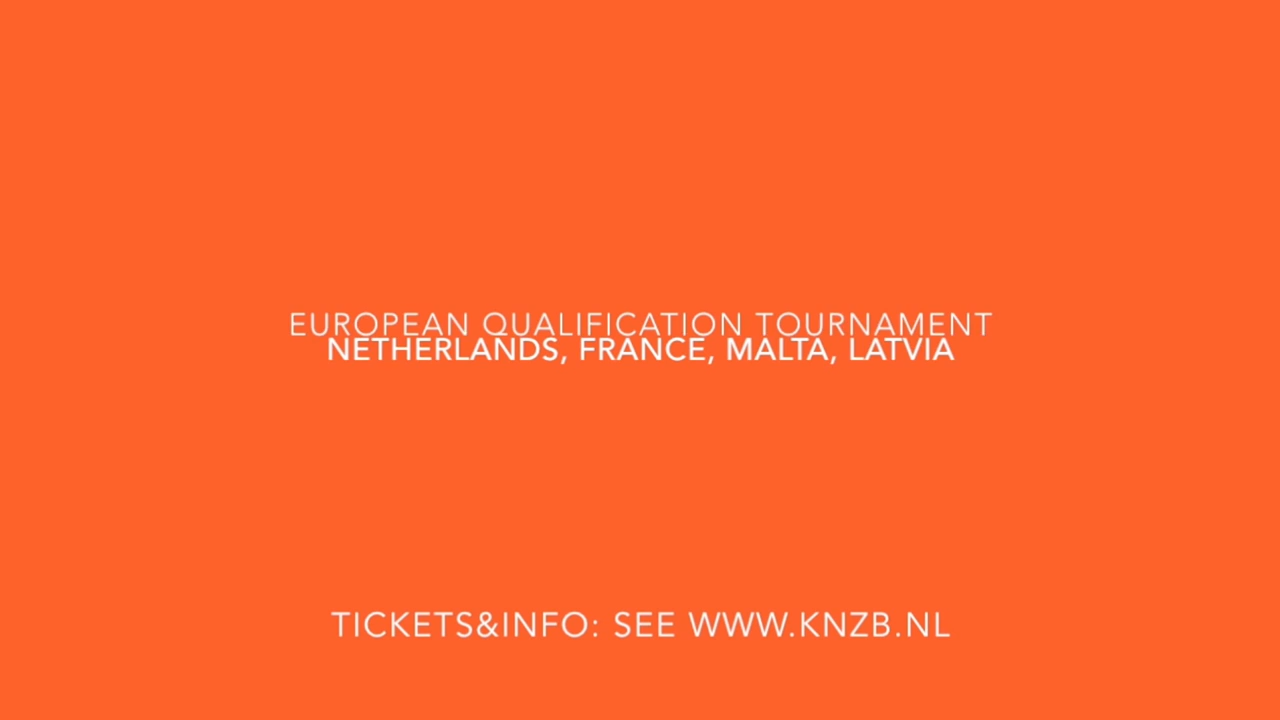 EUROPEAN QUALIFICATION TOURNAMENT
NETHERLANDS, FRANCE, MALTA, LATVIA
TICKETS&INFO: SEE WWW.KNZB.NL